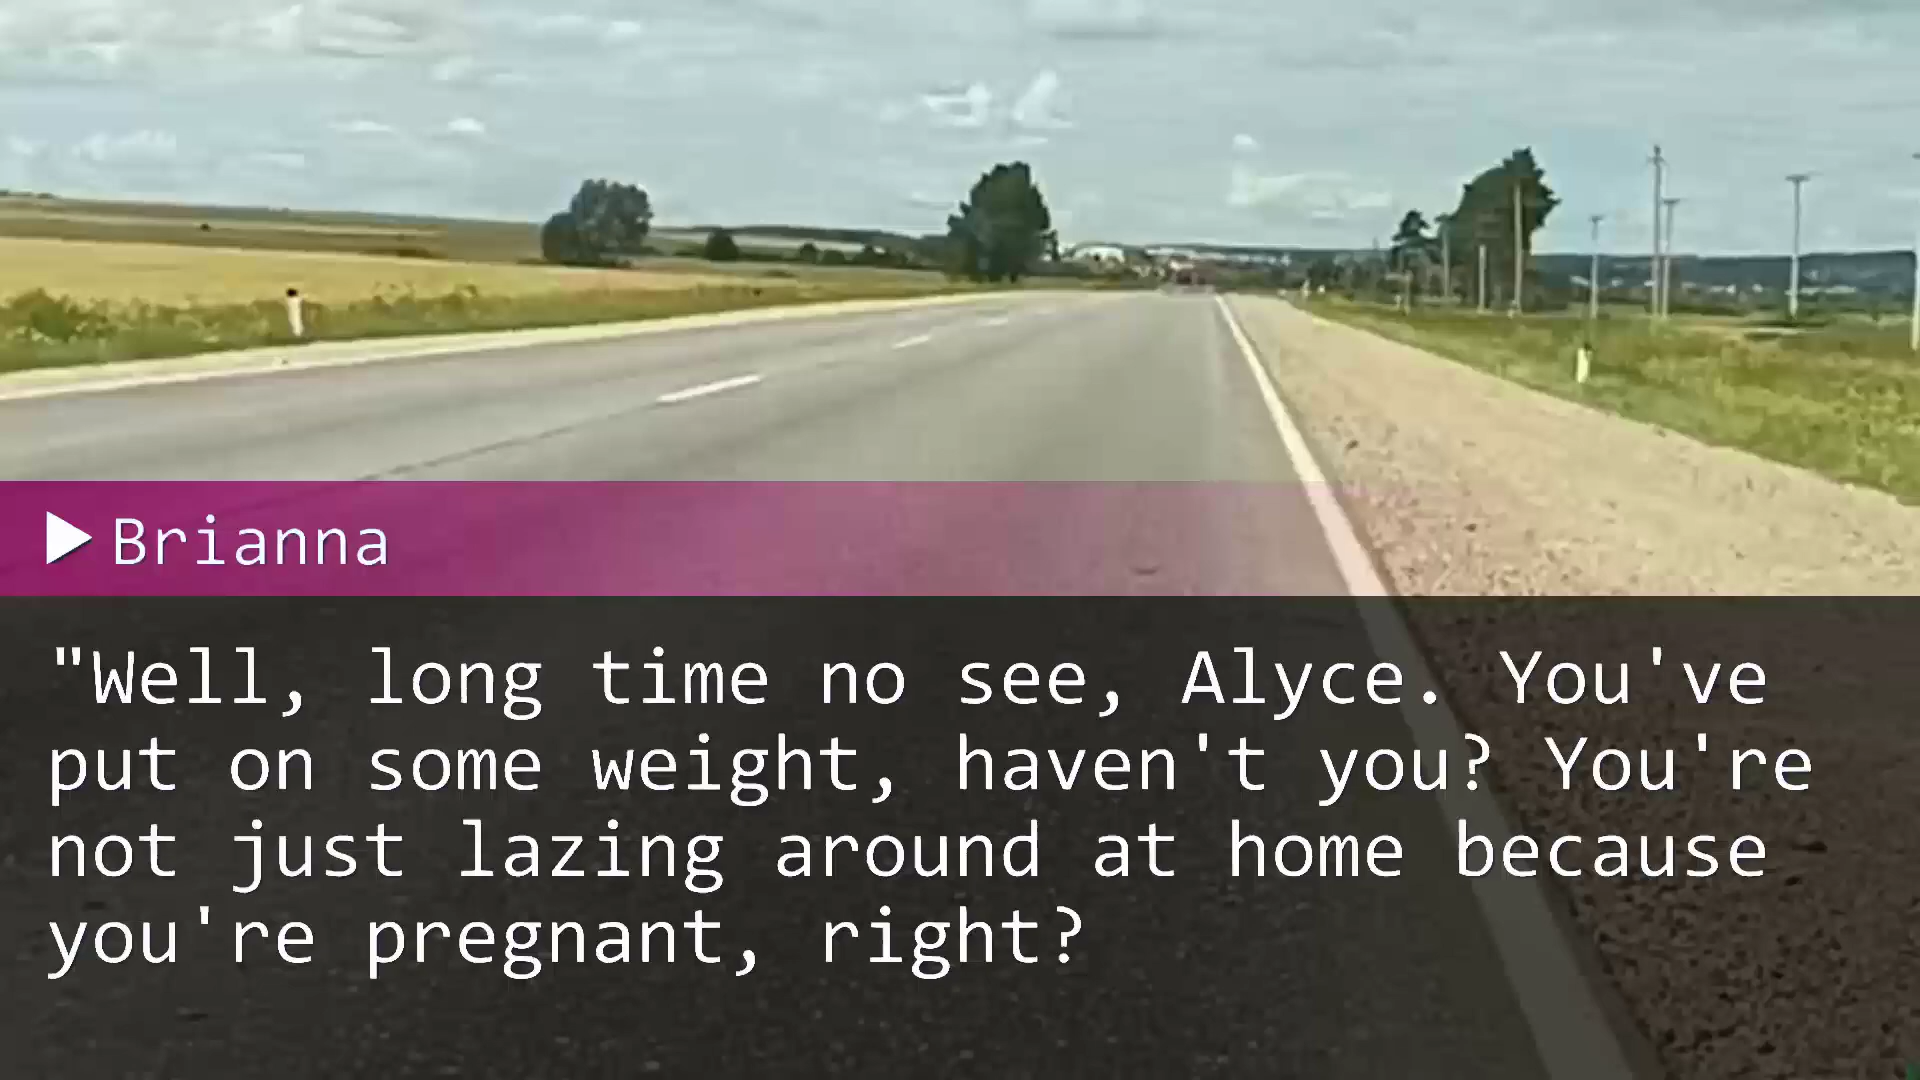 Brianna
"Well, long time no see, Alyce. You've
put on some weight, haven't you? You're
not just lazing around at home because
you're pregnant, right?